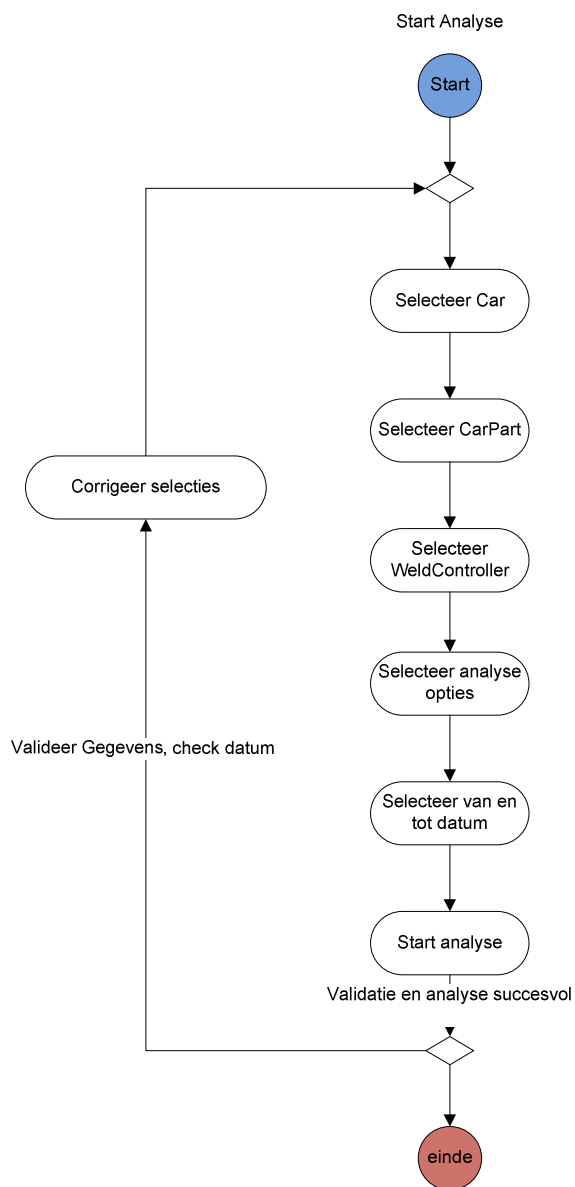 Start Analyse
Start
Selecteer Car
Selecteer CarPart
Corrigeer selecties
Selecteer
WeldController
Selecteer analyse
opties
Valideer Gegevens, check datum
Selecteer van en
tot datum
Start analyse
Validatie en analyse succesvol
einde